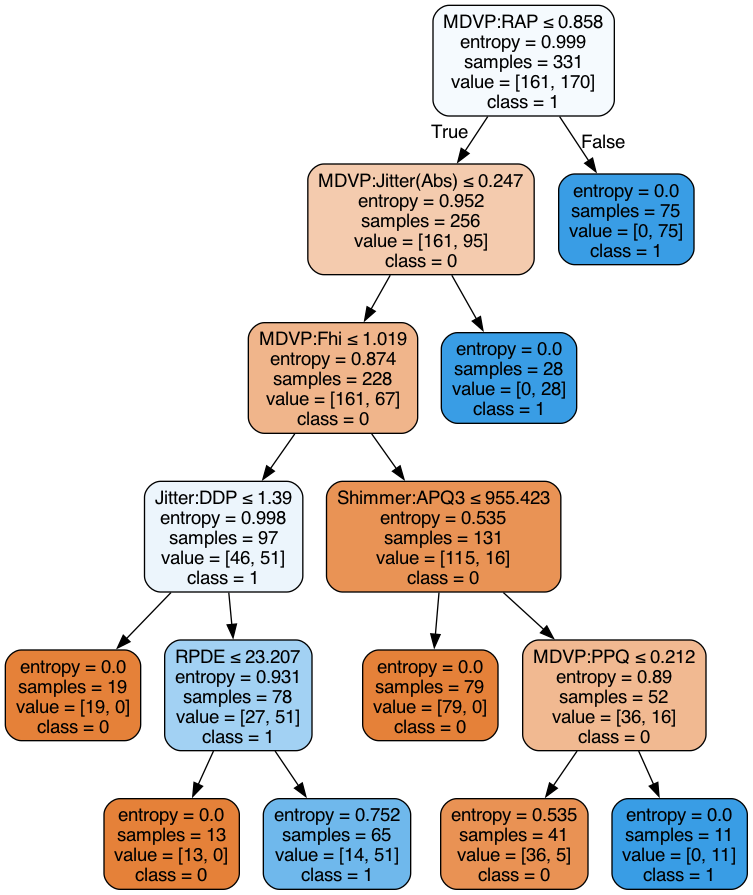 MDVP:RAP ≤ 0.858
entropy = 0.999
samples = 331
value = [161, 170]
class = 1
True
False
MDVP:Jitter(Abs) ≤ 0.247
entropy = 0.952
samples = 256
value = [161, 95]
class = 0
entropy = 0.0
samples = 75
value = [0, 75]
class = 1
MDVP:Fhi ≤ 1.019
entropy = 0.874
samples = 228
value = [161, 67]
class = 0
entropy = 0.0
samples = 28
value = [0, 28]
class = 1
Jitter:DDP ≤ 1.39
entropy = 0.998
samples = 97
value = [46, 51]
class = 1
Shimmer:APQ3 ≤ 955.423
entropy = 0.535
samples = 131
value = [115, 16]
class = 0
entropy = 0.0
samples = 19
value = [19, 0]
class = 0
RPDE ≤ 23.207
entropy = 0.931
samples = 78
value = [27, 51]
class = 1
entropy = 0.0
samples = 79
value = [79, 0]
class = 0
MDVP:PPQ ≤ 0.212
entropy = 0.89
samples = 52
value = [36, 16]
class = 0
entropy = 0.0
samples = 13
value = [13, 0]
class = 0
entropy = 0.752
samples = 65
value = [14, 51]
class = 1
entropy = 0.535
samples = 41
value = [36, 5]
class = 0
entropy = 0.0
samples = 11
value = [0, 11]
class = 1